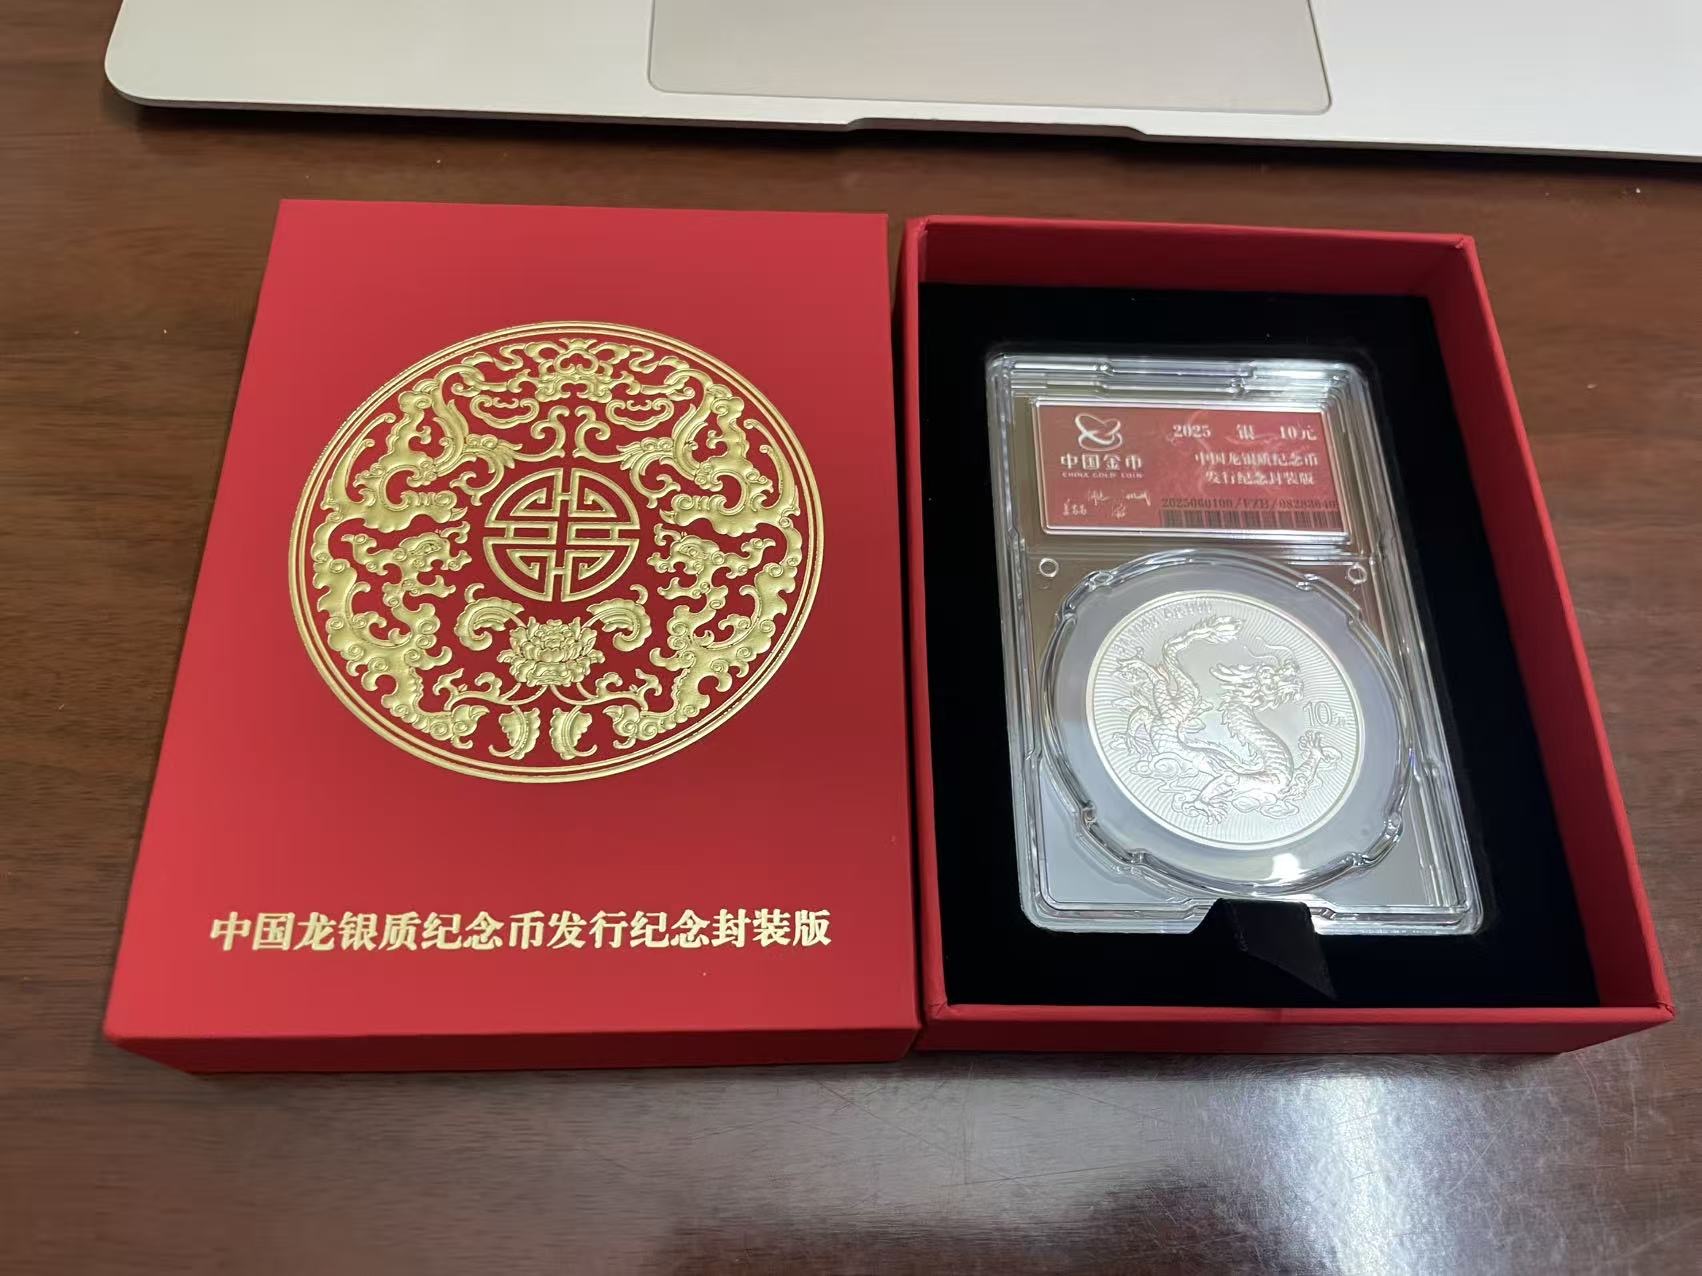 中国龙银质纪念币发行纪念封装版
中国金币
CHINA GOLD COIN
2025 银 10元
中国龙银质纪念币
发行纪念封装版
10元